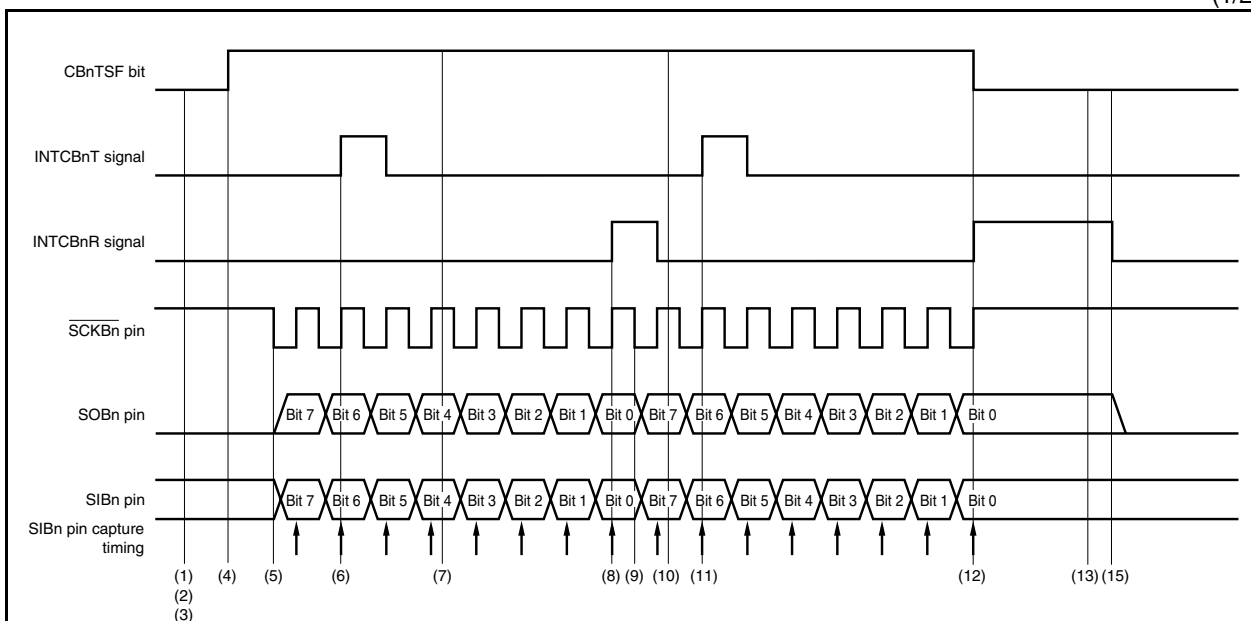 (1/2
CBnTSF bit
INTCBnT signal
INTCBnR signal
SCKBn pin
SOBn pin
Bit 7 Bit 6 Bit 5 Bit 4 Bit 3 Bit 2 Bit 1 Bit 0 Bit 7 Bit 6 Bit 5 Bit 4 Bit 3 Bit 2 Bit 1 Bit 0
SIBn pin
Bit 7 Bit 6 Bit 5 Bit 4 Bit 3 Bit 2 Bit 1 Bit 0 Bit 7 Bit 6 Bit 5 Bit 4 Bit 3 Bit 2 Bit 1 Bit 0
SIBn pin capture
timing
(1) (4) (5) (6) (7) (8) (9) (10) (11) (12) (13) (15)
(2)
(3)